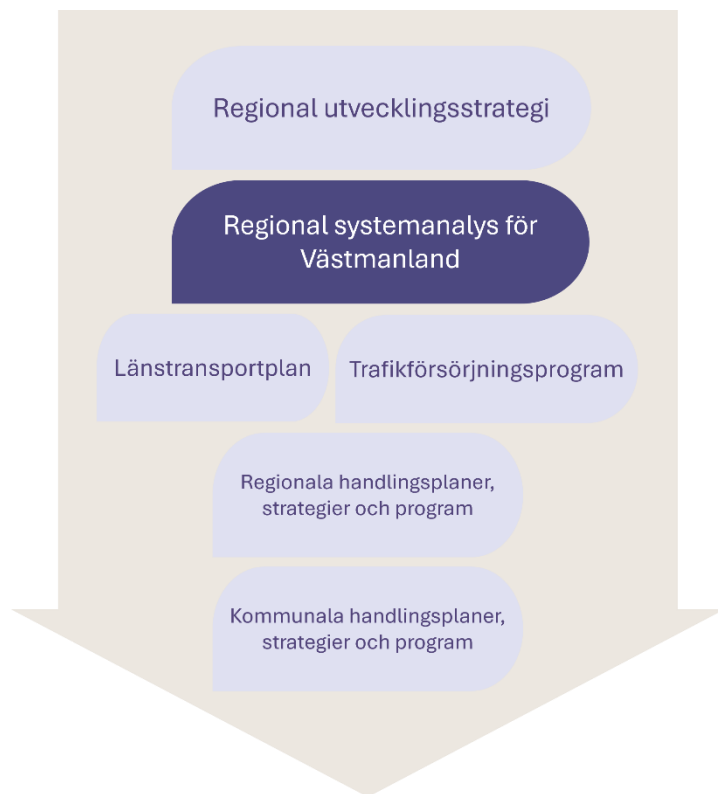 Regional utvecklingsstrategi
Regional systemanalys för
Västmanland
Länstransportplan
Trafikförsörjningsprogram
Regionala handlingsplaner,
strategier och program
Kommunala handlingsplaner,
strategier och program